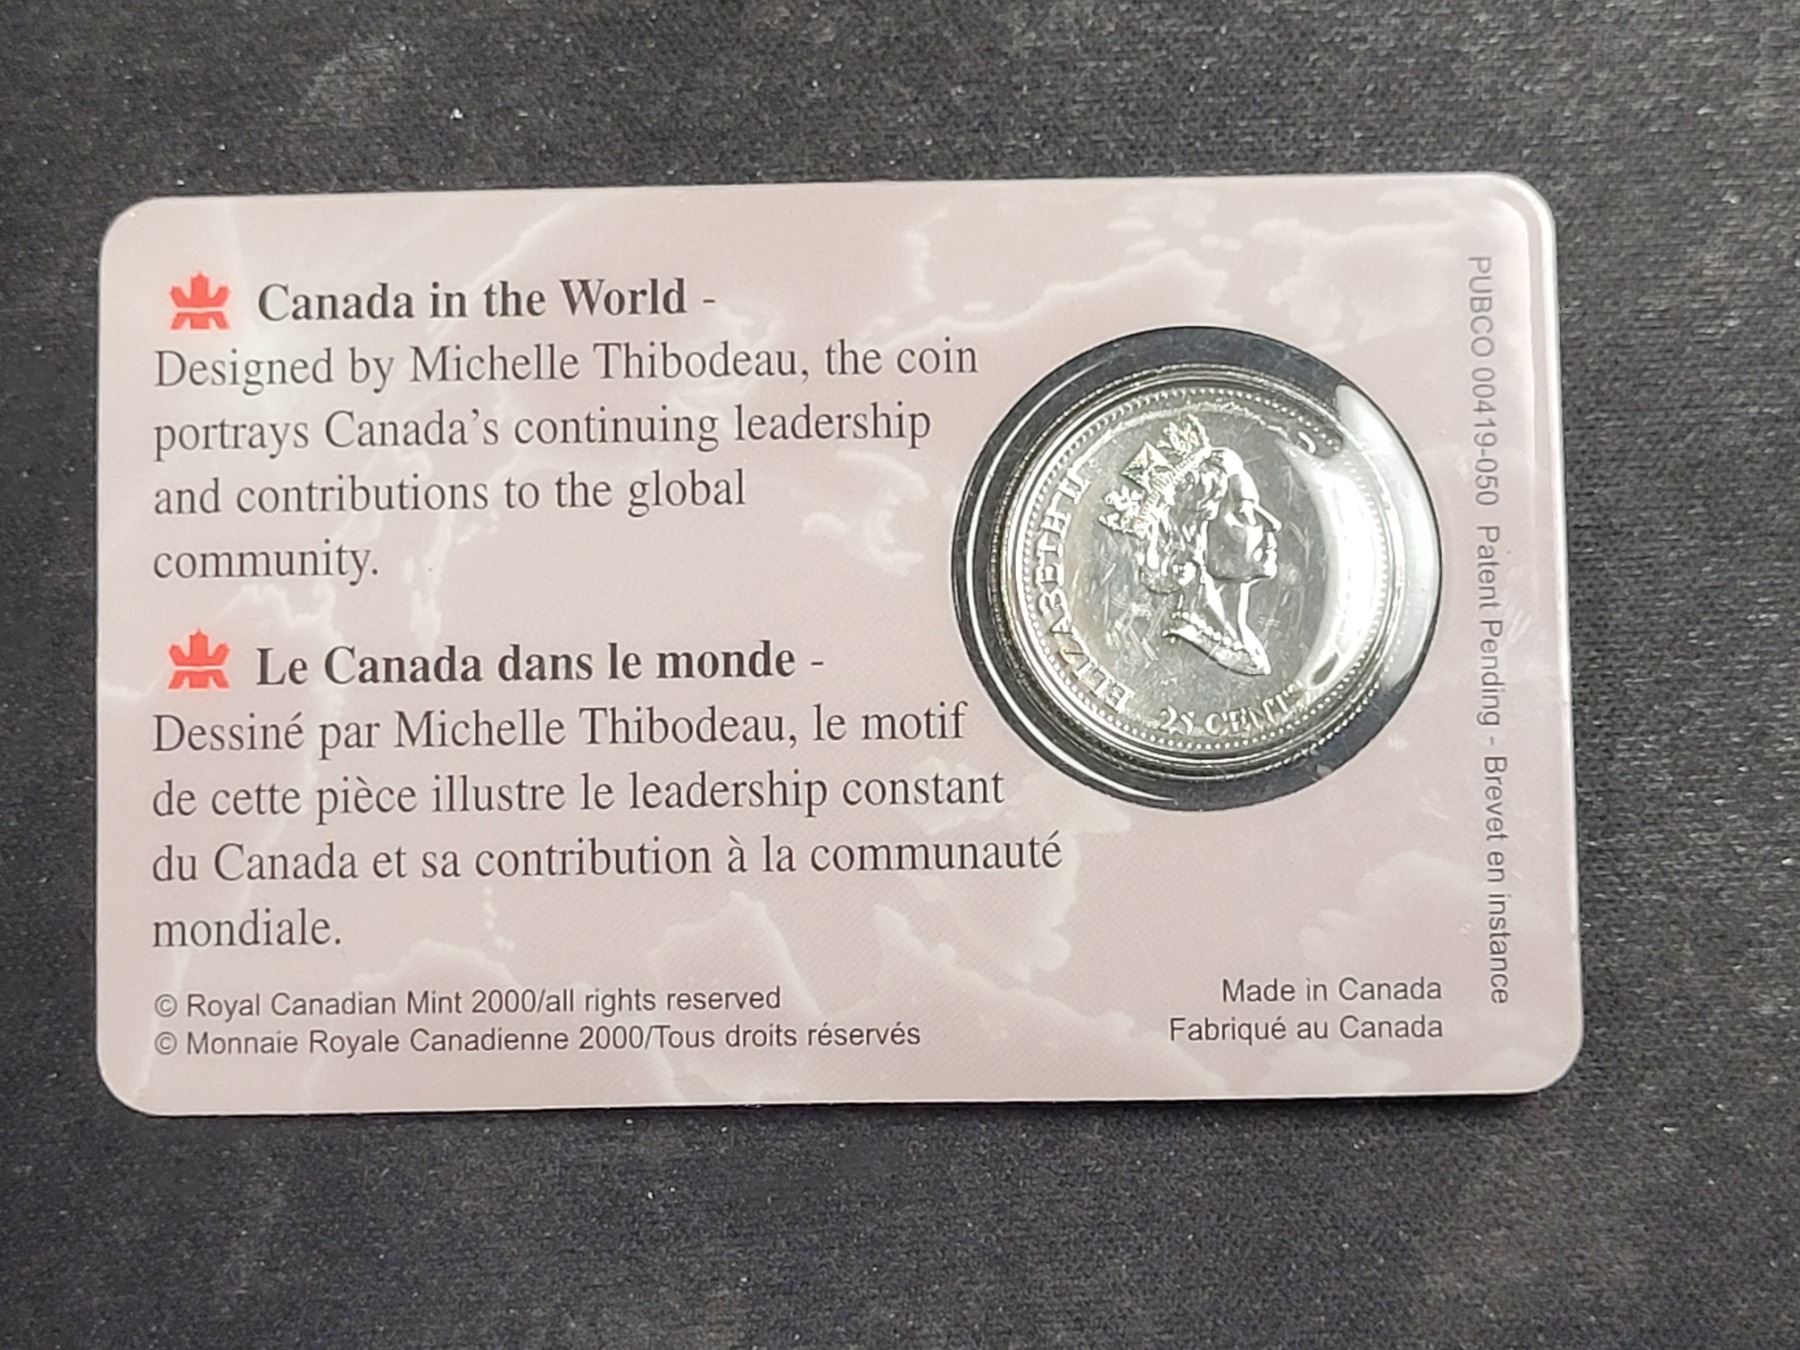 Canada in the World -
Designed by Michelle Thibodeau, the coin
portrays Canada's continuing leadership
and contributions to the global
community.
Le Canada dans le monde -
Dessiné par Michelle Thibodeau, le motif
de cette pièce illustre le leadership constant
du Canada et sa contribution à la communauté
mondiale.
© Royal Canadian Mint 2000/all rights reserved
© Monnaie Royale Canadienne 2000/Tous droits réservés
Made in Canada
Fabriqué au Canada
PUBCO 00419-050 Patent Pending - Brevet en instance
ELIZABETH II
25 CENTS